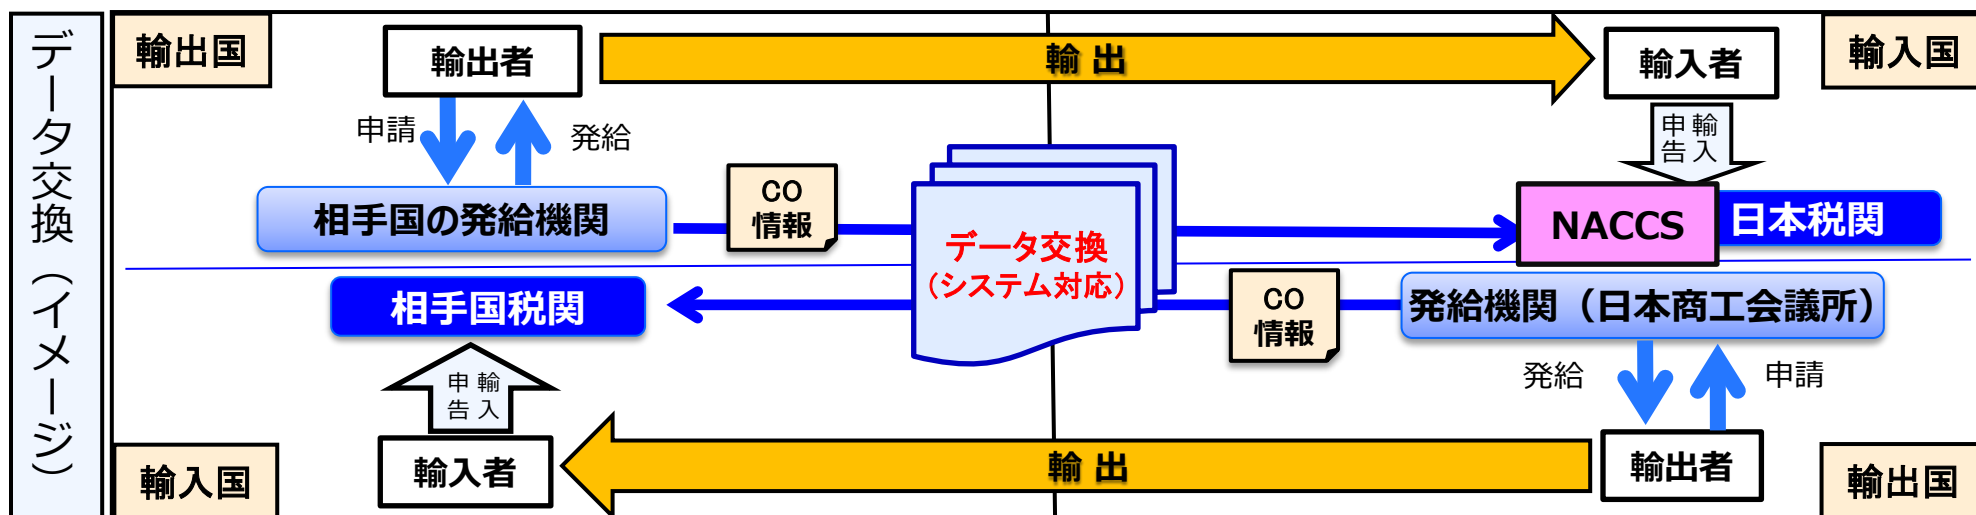 データ交換（イメージ）
輸出国
輸出者
輸 出
輸入者
輸入国
申請
発給
輸入
申告
相手国の発給機関
CO
情報
データ交換
（システム対応）
NACCS
日本税関
相手国税関
CO
情報
発給機関（日本商工会議所）
輸入
申告
発給
申請
輸入国
輸入者
輸 出
輸出者
輸出国